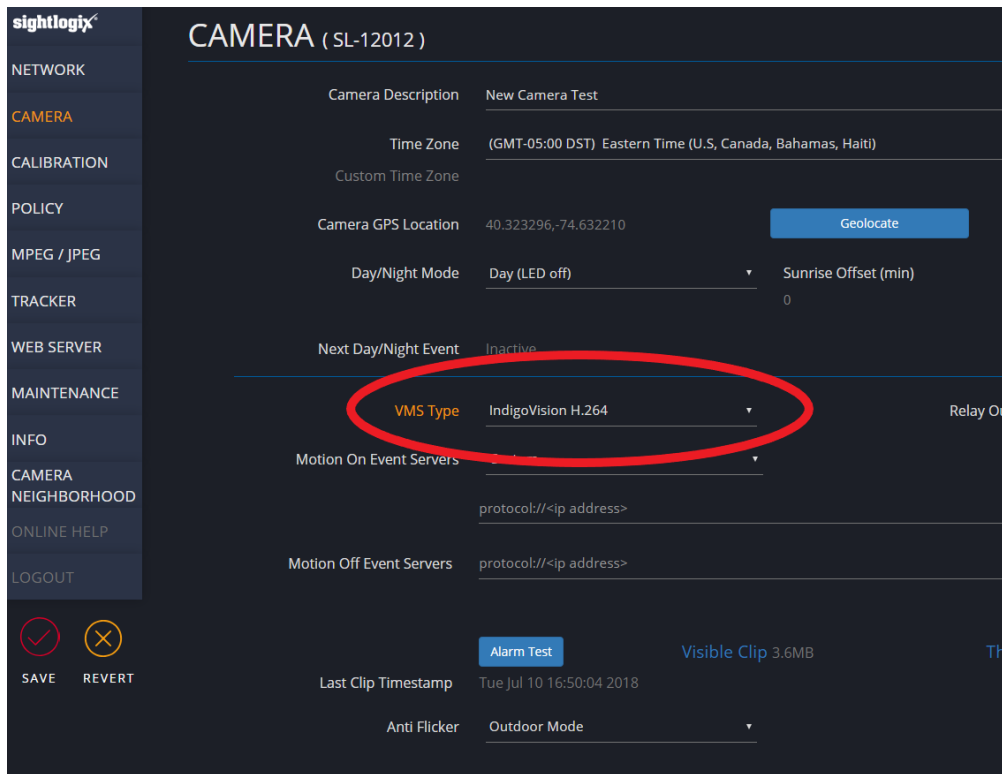 sightlogix
CAMERA ( SL-12012 )
NETWORK
CAMERA
CALIBRATION
POLICY
MPEG / JPEG
TRACKER
WEB SERVER
MAINTENANCE
INFO
CAMERA
NEIGHBORHOOD
ONLINE HELP
LOGOUT
SAVE REVERT
Camera Description New Camera Test
Time Zone (GMT-05:00 DST) Eastern Time (U.S, Canada, Bahamas, Haiti)
Custom Time Zone
Camera GPS Location 40.323296,-74.632210 Geolocate
Day/Night Mode Day (LED off) Sunrise Offset (min)
0
Next Day/Night Event Inactive
VMS Type IndigoVision H.264 Relay
Motion On Event Servers
protocol://<ip address>
Motion Off Event Servers protocol://<ip address>
Alarm Test Visible Clip 3.6MB
Last Clip Timestamp Tue Jul 10 16:50:04 2018
Anti Flicker Outdoor Mode